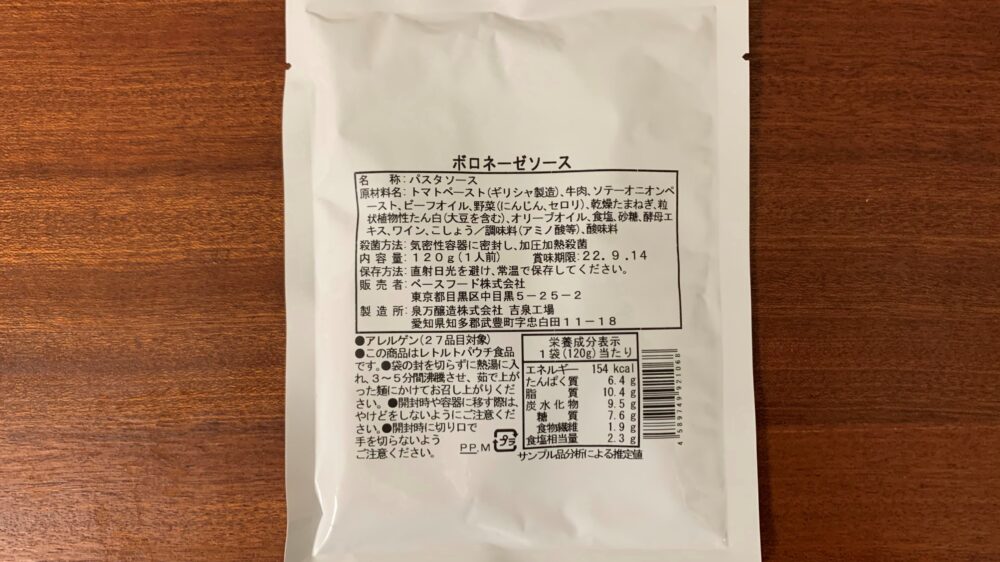 ボロネーゼソース
名　　称：パスタソース
原材料名：トマトペースト(ギリシャ製造)、牛肉、ソテーオニオンペ
ースト、ビーフオイル、野菜(にんじん、セロリ)、乾燥たまねぎ、粒
状植物性たん白(大豆を含む)、オリーブオイル、食塩、砂糖、酵母エ
キス、ワイン、こしょう／調味料(アミノ酸等)、酸味料
殺菌方法：気密性容器に密封し、加圧加熱殺菌
内 容 量：１２０ｇ(１人前)　賞味期限：２２．９．１４
保存方法：直射日光を避け、常温で保存してください。
販 売 者：ベースフード株式会社
東京都目黒区中目黒５－２５－２
製 造 所：泉万醸造株式会社 吉泉工場
愛知県知多郡武豊町字忠白田１１－１８
●アレルゲン(２７品目対象)
●この商品はレトルトパウチ食品
です。●袋の封を切らずに熱湯に入
れ、３～５分間沸騰させ、茹で上が
った麺にかけてお召し上がりくだ
さい。●開封時や容器に移す際は、
やけどをしないようにご注意くだ
さい。●開封時に切り口で
手を切らないよう
ご注意ください。
PP,M プラ
栄養成分表示
１袋(120g)当たり
エネルギー 154 kcal
たんぱく質 6.4 g
脂　　質 10.4 g
炭水化物 9.5 g
糖　質 7.6 g
食物繊維 1.9 g
食塩相当量 2.3 g
サンプル品分析による推定値
4 589749 921068